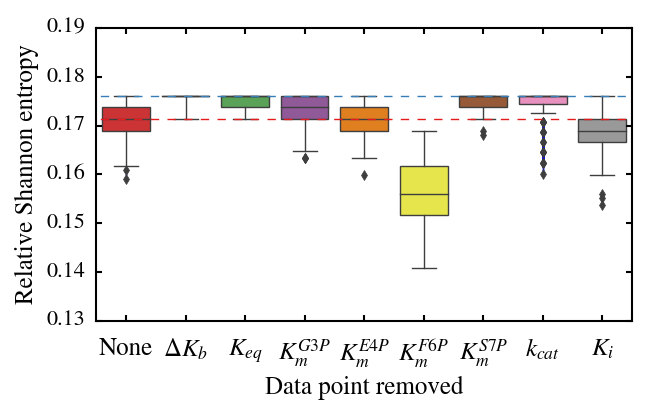 Relative Shannon entropy
0.19
0.18
0.17
0.16
0.15
0.14
0.13
None ΔK_b K_eq K_m^G3P K_m^E4P K_m^F6P K_m^S7P k_cat K_i
Data point removed